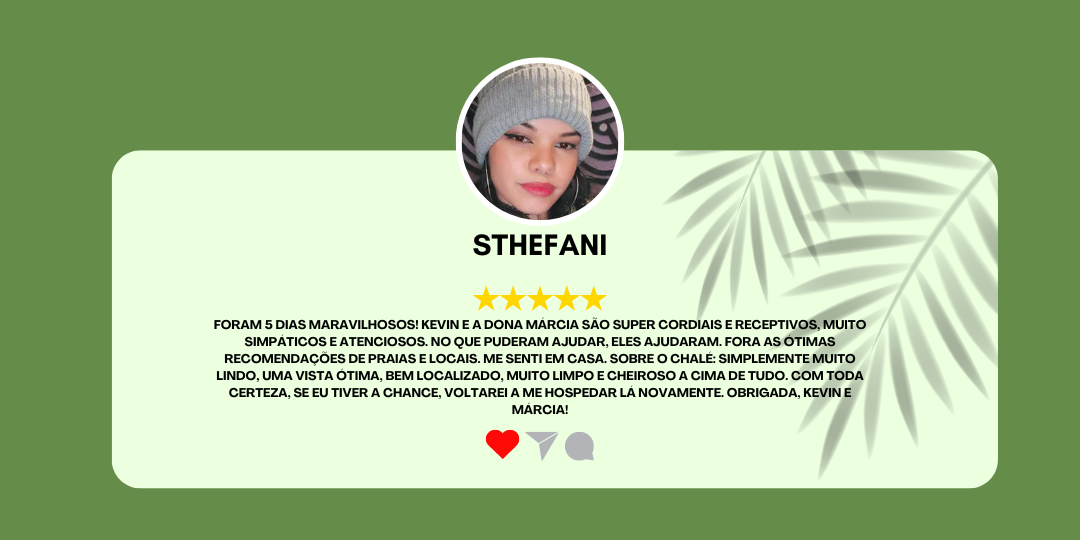 STHEFANI
FORAM 5 DIAS MARAVILHOSOS! KEVIN E A DONA MÁRCIA SÃO SUPER CORDIAIS E RECEPTIVOS, MUITO
SIMPÁTICOS E ATENCIOSOS. NO QUE PUDERAM AJUDAR, ELES AJUDARAM. FORA AS ÓTIMAS
RECOMENDAÇÕES DE PRAIAS E LOCAIS. ME SENTI EM CASA. SOBRE O CHALÉ: SIMPLEMENTE MUITO
LINDO, UMA VISTA ÓTIMA, BEM LOCALIZADO, MUITO LIMPO E CHEIROSO A CIMA DE TUDO. COM TODA
CERTEZA, SE EU TIVER A CHANCE, VOLTAREI A ME HOSPEDAR LÁ NOVAMENTE. OBRIGADA, KEVIN E
MÁRCIA!